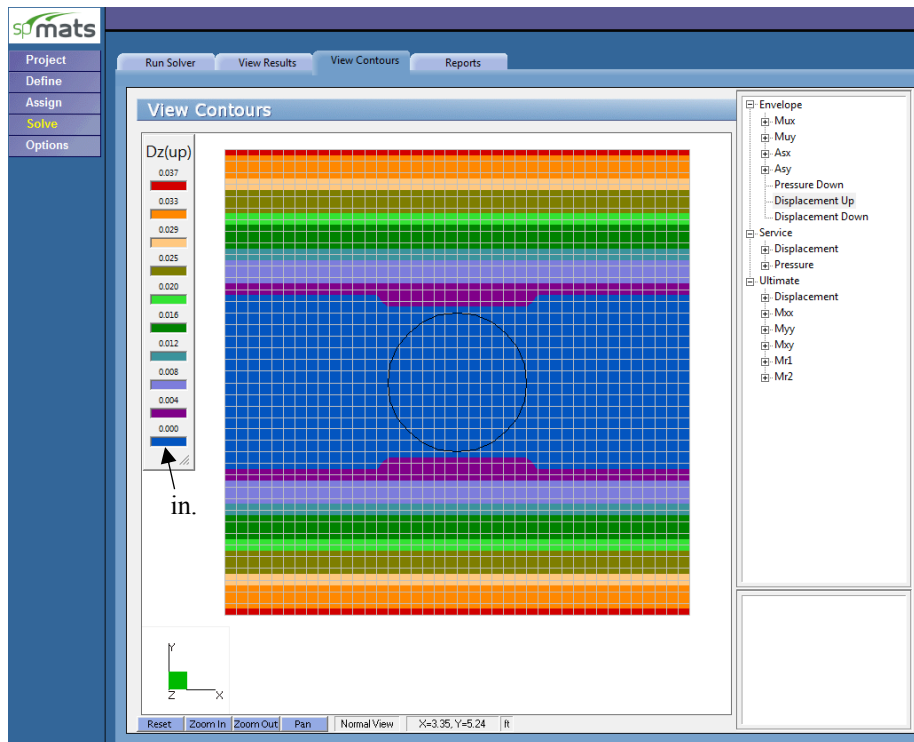 spmats
Project
Define
Assign
Solve
Options
Run Solver
View Results
View Contours
Reports
View Contours
Dz(up)
0.037
0.033
0.029
0.025
0.020
0.016
0.012
0.008
0.004
0.000
in.
Y
Z
X
Reset
Zoom In
Zoom Out
Pan
Normal View
X=3.35, Y=5.24
ft
Envelope
Mux
Muy
Asx
Asy
Pressure Down
Displacement Up
Displacement Down
Service
Displacement
Pressure
Ultimate
Displacement
Mxx
Myy
Mxy
Mr1
Mr2